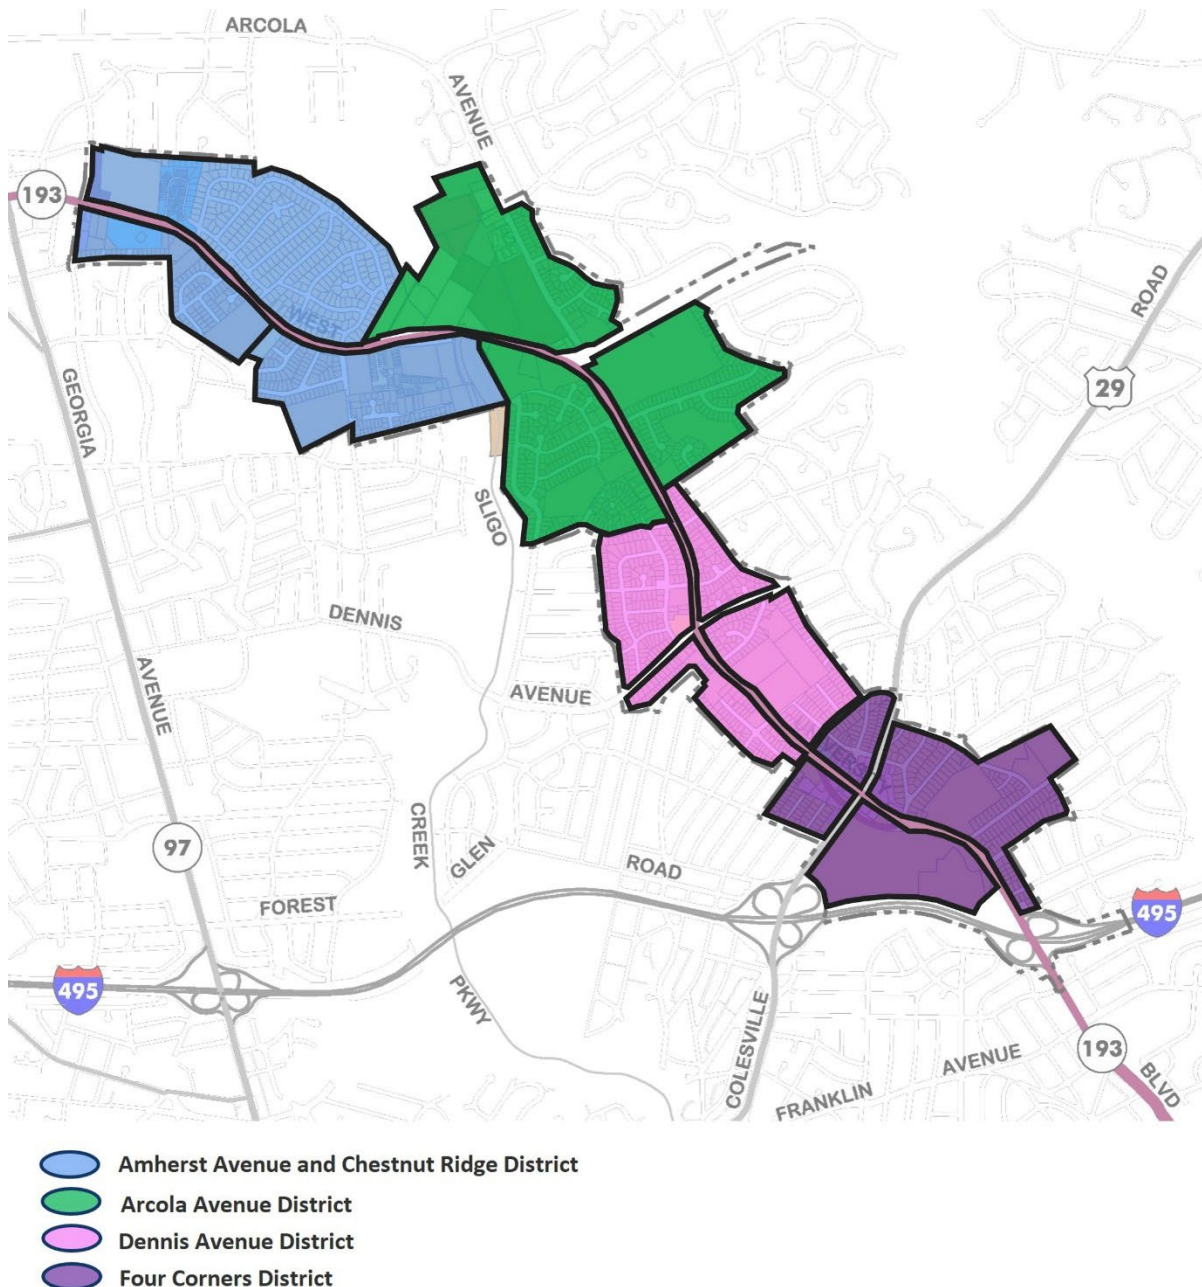 ARCOLA
AVENUE
193
WEST
ROAD
29
GEORGIA
SLIGO
DENNIS
AVENUE
AVENUE
97
CREEK
GLEN
ROAD
FOREST
495
495
PKWY
COLESVILLE
193
AVENUE
FRANKLIN
BLVD
Amherst Avenue and Chestnut Ridge District
Arcola Avenue District
Dennis Avenue District
Four Corners District